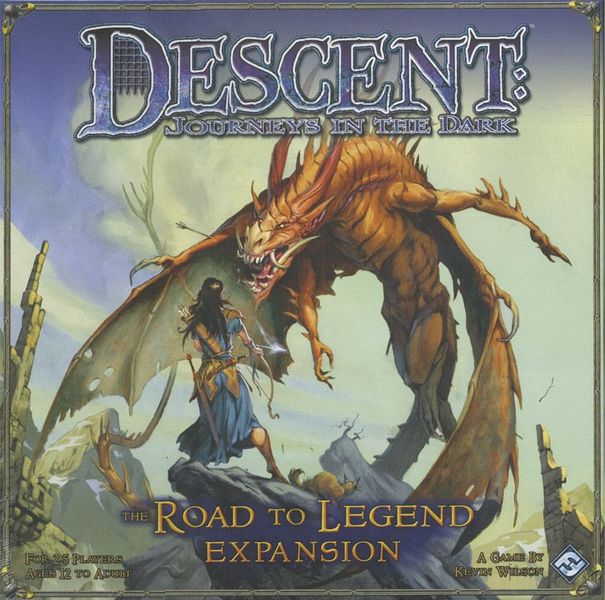 DESCENT:
JOURNEYS IN THE DARK
THE ROAD TO LEGEND
EXPANSION
FOR 2-5 PLAYERS
AGES 12 TO ADULT
A GAME BY
KEVIN WILSON